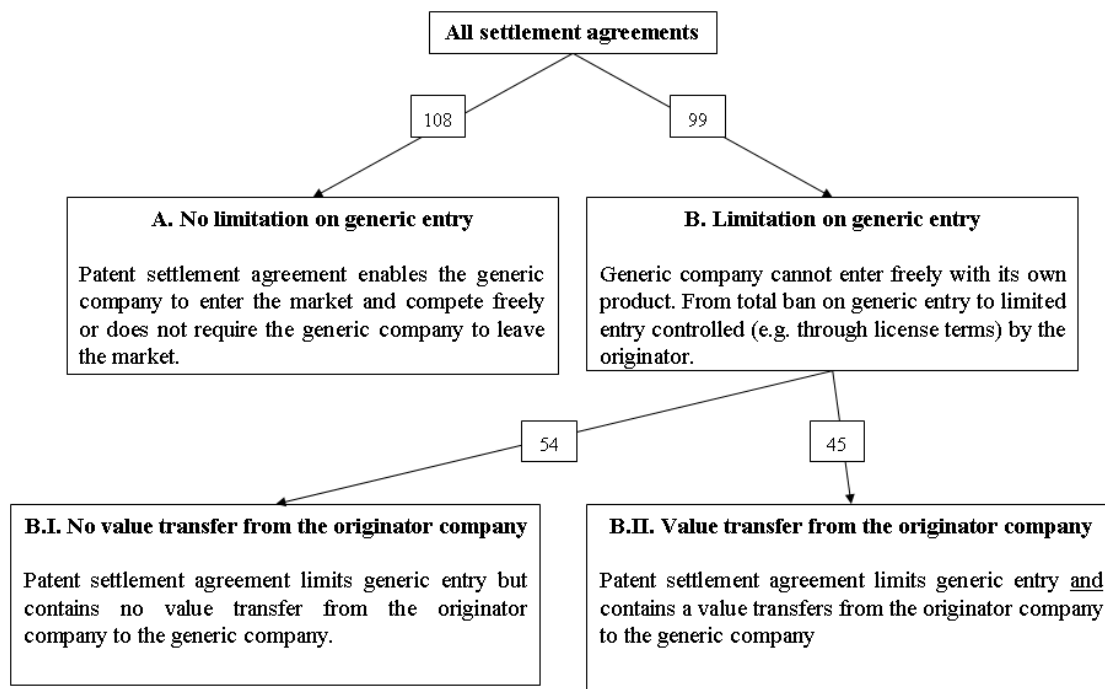 All settlement agreements
108
99
A. No limitation on generic entry
Patent settlement agreement enables the generic
company to enter the market and compete freely
or does not require the generic company to leave
the market.
B. Limitation on generic entry
Generic company cannot enter freely with its own
product. From total ban on generic entry to limited
entry controlled (e.g. through license terms) by the
originator.
54
45
B.I. No value transfer from the originator company
Patent settlement agreement limits generic entry but
contains no value transfer from the originator
company to the generic company.
B.II. Value transfer from the originator company
Patent settlement agreement limits generic entry and
contains a value transfers from the originator company
to the generic company